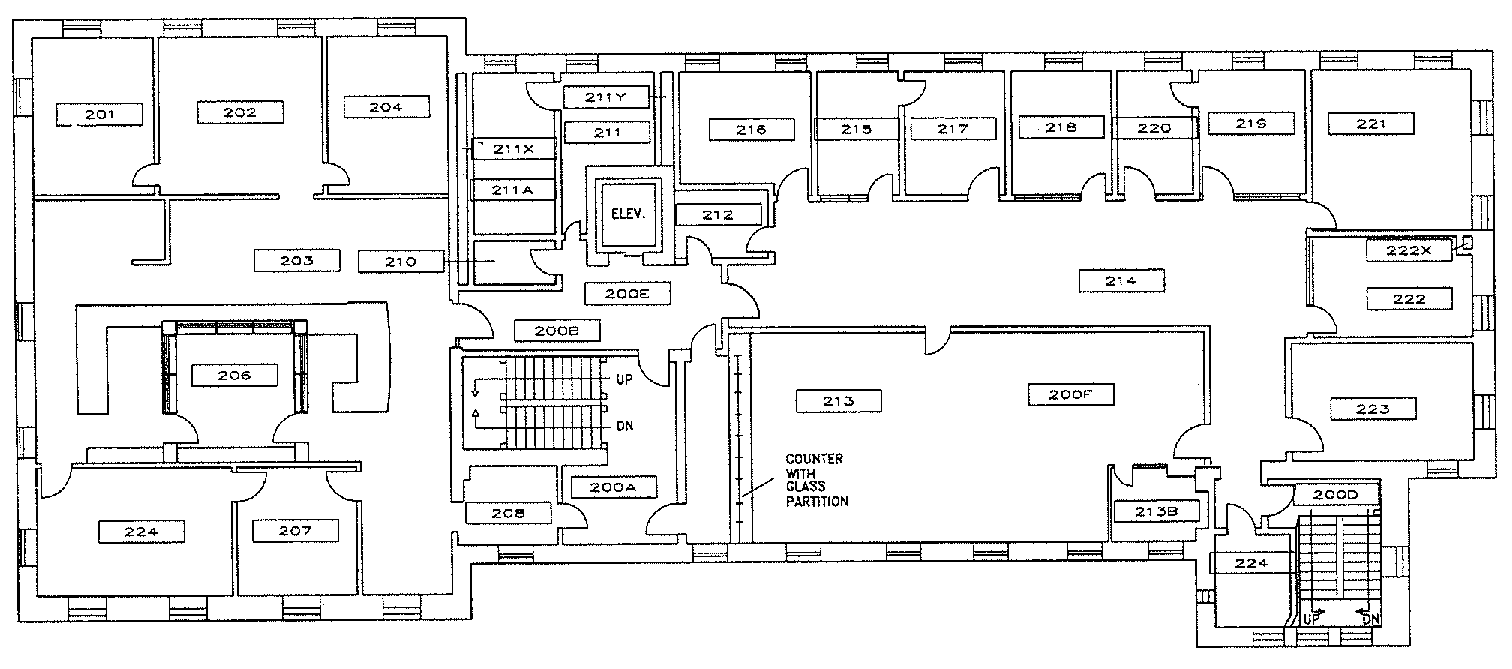 201
202
204
211Y
211
211X
211A
216
215
217
218
220
219
221
ELEV.
212
203
210
200E
200B
214
222X
222
206
UP
DN
213
200F
223
COUNTER
WITH
GLASS
PARTITION
200A
208
213B
200D
224
207
224
UP
DN